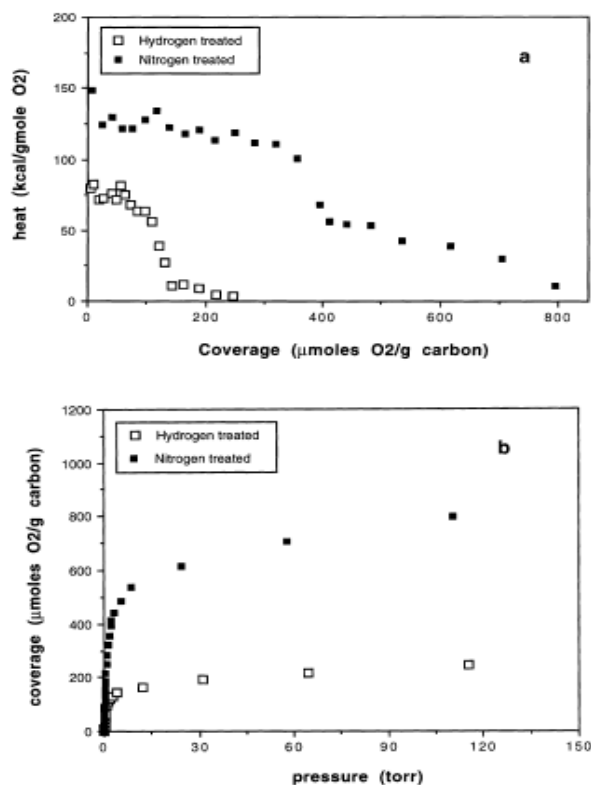 200
150
100
50
0
heat (kcal/gmole O2)
□ Hydrogen treated
■ Nitrogen treated
a
0 200 400 600 800
Coverage (μmoles O2/g carbon)
1200
1000
800
600
400
200
0
coverage (μmoles O2/g carbon)
□ Hydrogen treated
■ Nitrogen treated
b
0 30 60 90 120 150
pressure (torr)